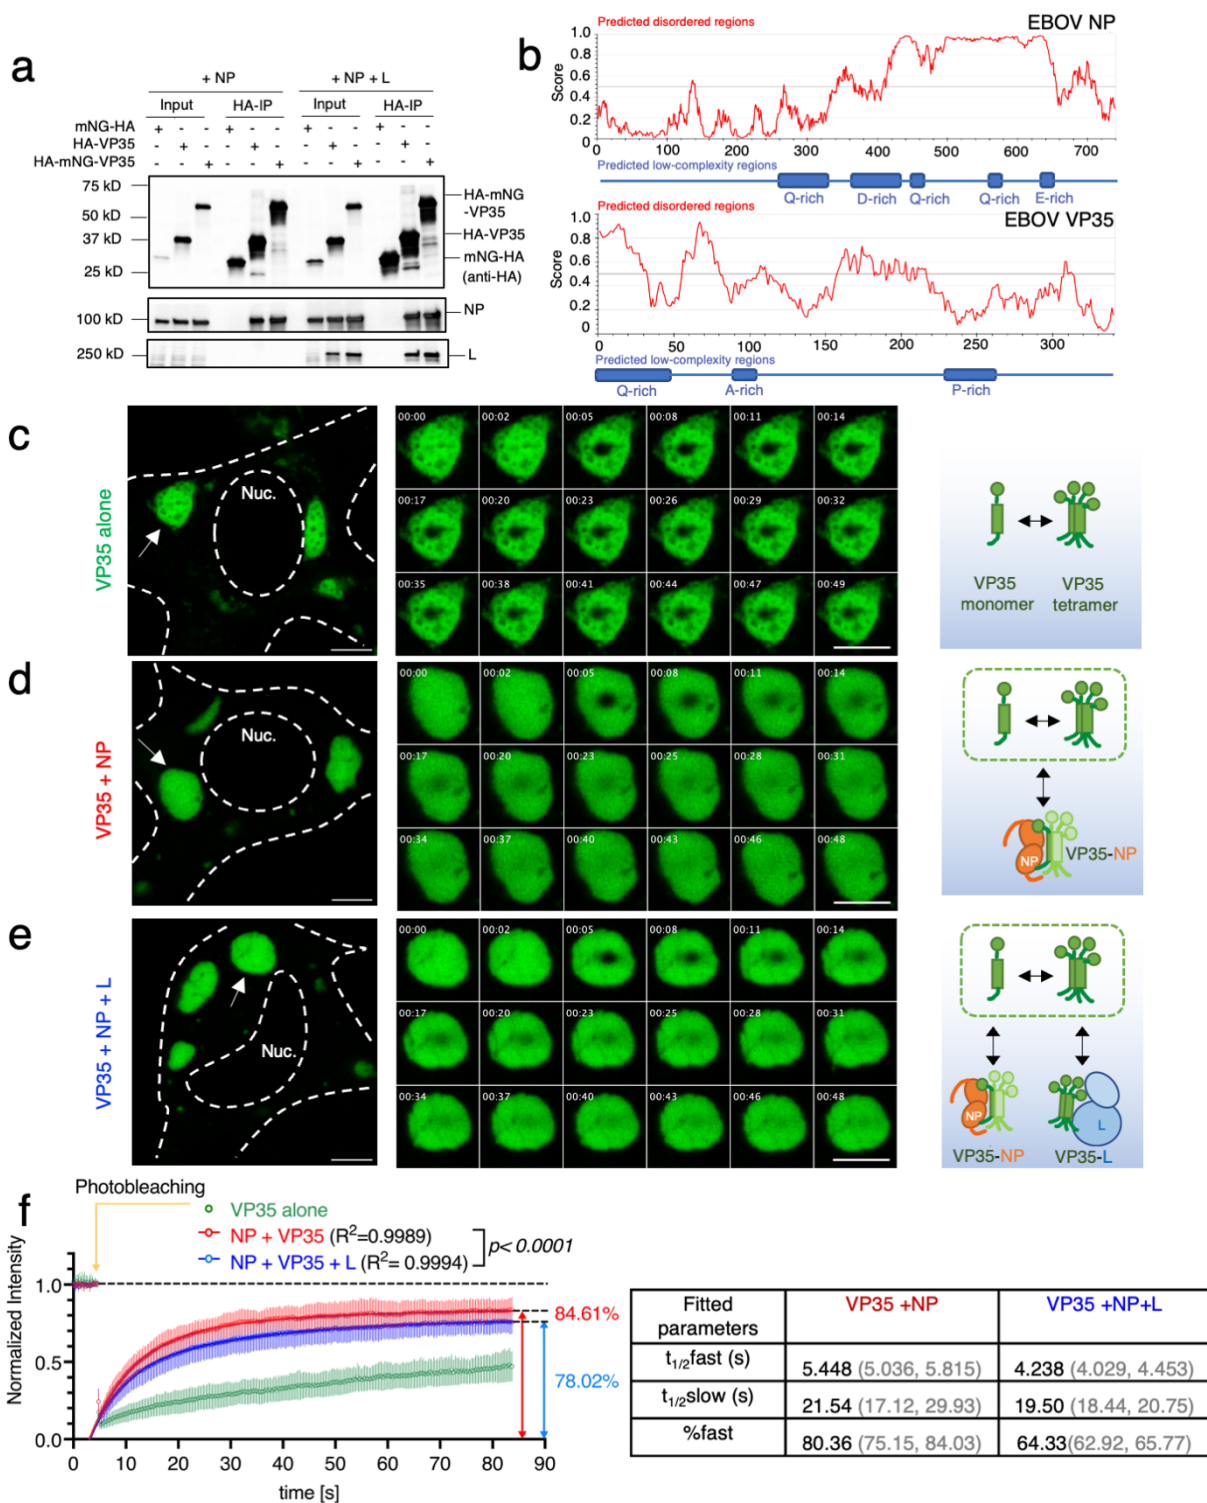 a
+ NP
+ NP + L
Input
HA-IP
Input
HA-IP
mNG-HA + - - + - - + - - + - -
HA-VP35 - + - - + - - + - - + -
HA-mNG-VP35 - - + - - + - - + - - +
75 kD
50 kD
37 kD
25 kD
100 kD
250 kD
HA-mNG
-VP35
HA-VP35
mNG-HA
(anti-HA)
NP
L
b
Predicted disordered regions
EBOV NP
Score
1.0
0.8
0.6
0.4
0.2
0
0 100 200 300 400 500 600 700
Predicted low-complexity regions
Q-rich
D-rich
Q-rich
Q-rich
E-rich
Predicted disordered regions
EBOV VP35
Score
1.0
0.8
0.6
0.4
0.2
0
0 50 100 150 200 250 300
Predicted low-complexity regions
Q-rich
A-rich
P-rich
c
VP35 alone
Nuc.
00:00 00:02 00:05 00:08 00:11 00:14
00:17 00:20 00:23 00:26 00:29 00:32
00:35 00:38 00:41 00:44 00:47 00:49
VP35
monomer
VP35
tetramer
d
VP35 + NP
Nuc.
00:00 00:02 00:05 00:08 00:11 00:14
00:17 00:20 00:23 00:25 00:28 00:31
00:34 00:37 00:40 00:43 00:46 00:48
NP
VP35-NP
e
VP35 + NP + L
Nuc.
00:00 00:02 00:05 00:08 00:11 00:14
00:17 00:20 00:23 00:25 00:28 00:31
00:34 00:37 00:40 00:43 00:46 00:48
NP
L
VP35-NP
VP35-L
f
Photobleaching
VP35 alone
NP + VP35 (R²=0.9989)
NP + VP35 + L (R²= 0.9994)
p< 0.0001
Normalized Intensity
1.0
0.5
0.0
0 10 20 30 40 50 60 70 80 90
time [s]
84.61%
78.02%
Fitted parameters VP35 +NP VP35 +NP+L
t1/2fast (s) 5.448 (5.036, 5.815) 4.238 (4.029, 4.453)
t1/2slow (s) 21.54 (17.12, 29.93) 19.50 (18.44, 20.75)
%fast 80.36 (75.15, 84.03) 64.33(62.92, 65.77)